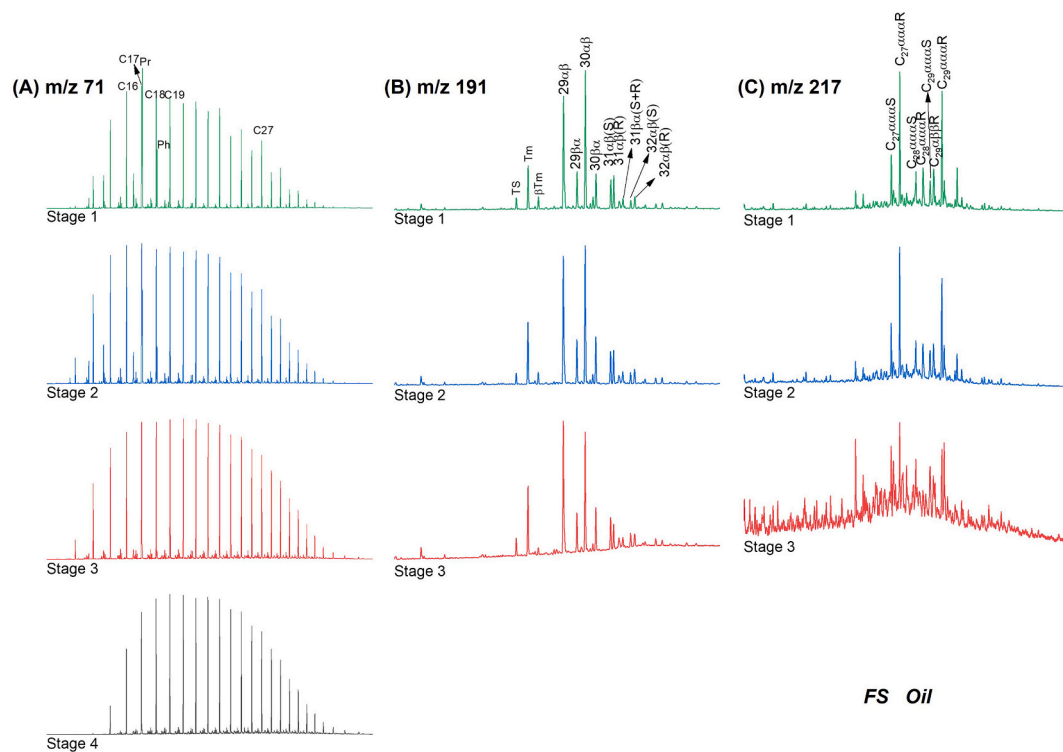 (A) m/z 71
C17
Pr
C16
C18
C19
Ph
C27
Stage 1
Stage 2
Stage 3
Stage 4
(B) m/z 191
TS
Tm
βTm
29αβ
29βα
30αβ
30βα
31αβ(S)
31αβ(R)
31βα(S+R)
32αβ(S)
32αβ(R)
Stage 1
Stage 2
Stage 3
(C) m/z 217
C27αααS
C27αααR
C28αααS
C28αααR
C29αααS
C29αββR
C29αααR
Stage 1
Stage 2
Stage 3
FS Oil